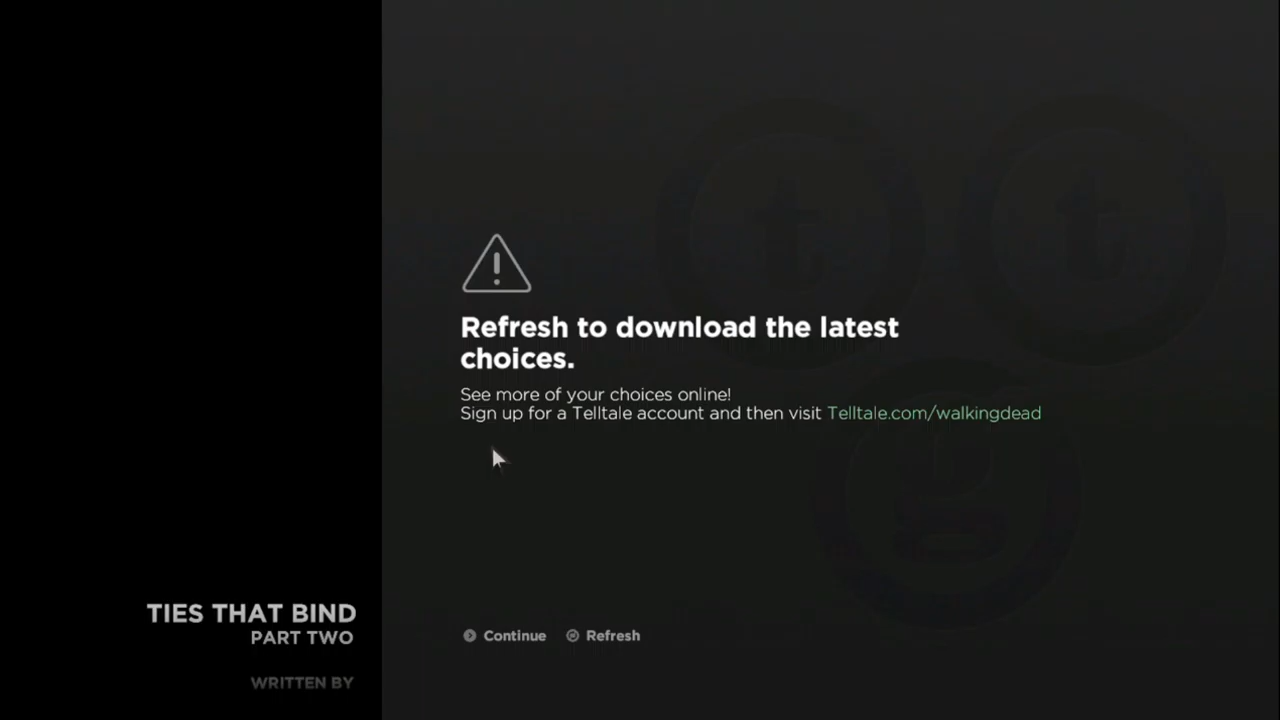 Refresh to download the latest
choices.
See more of your choices online!
Sign up for a Telltale account and then visit Telltale.com/walkingdead
Continue
Refresh
TIES THAT BIND
PART TWO
WRITTEN BY